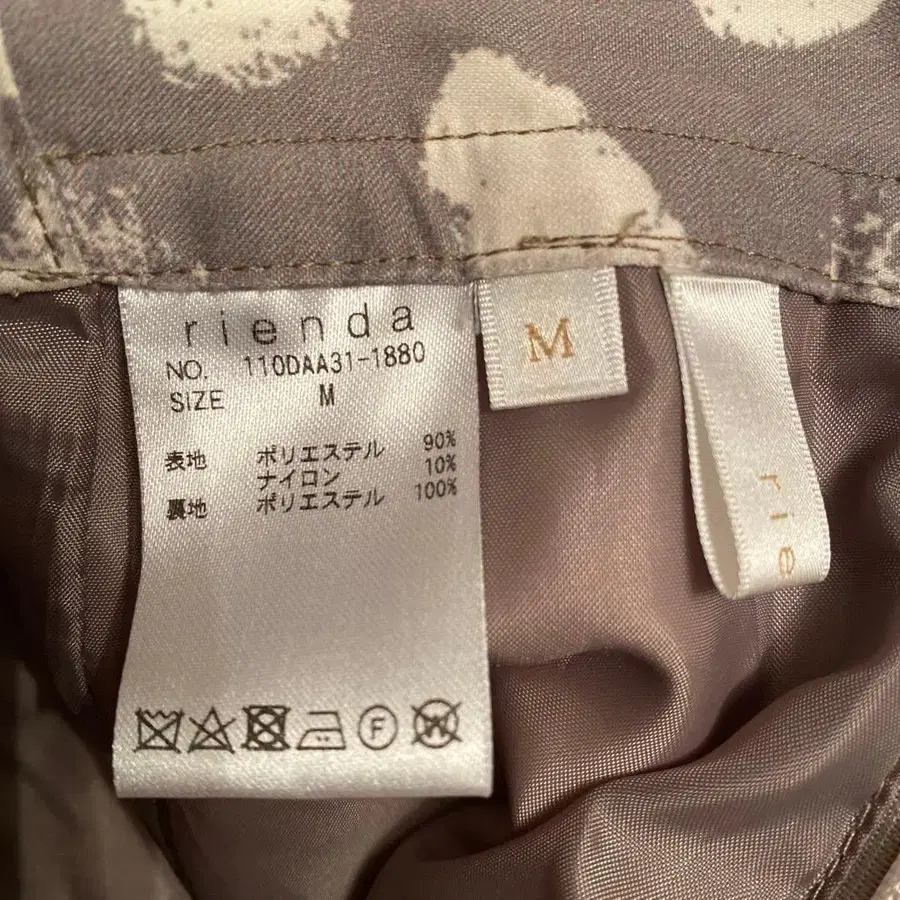 rienda
NO. 110DAA31-1880
SIZE M
表地 ポリエステル 90%
ナイロン 10%
裏地 ポリエステル 100%
F
W
M
rie